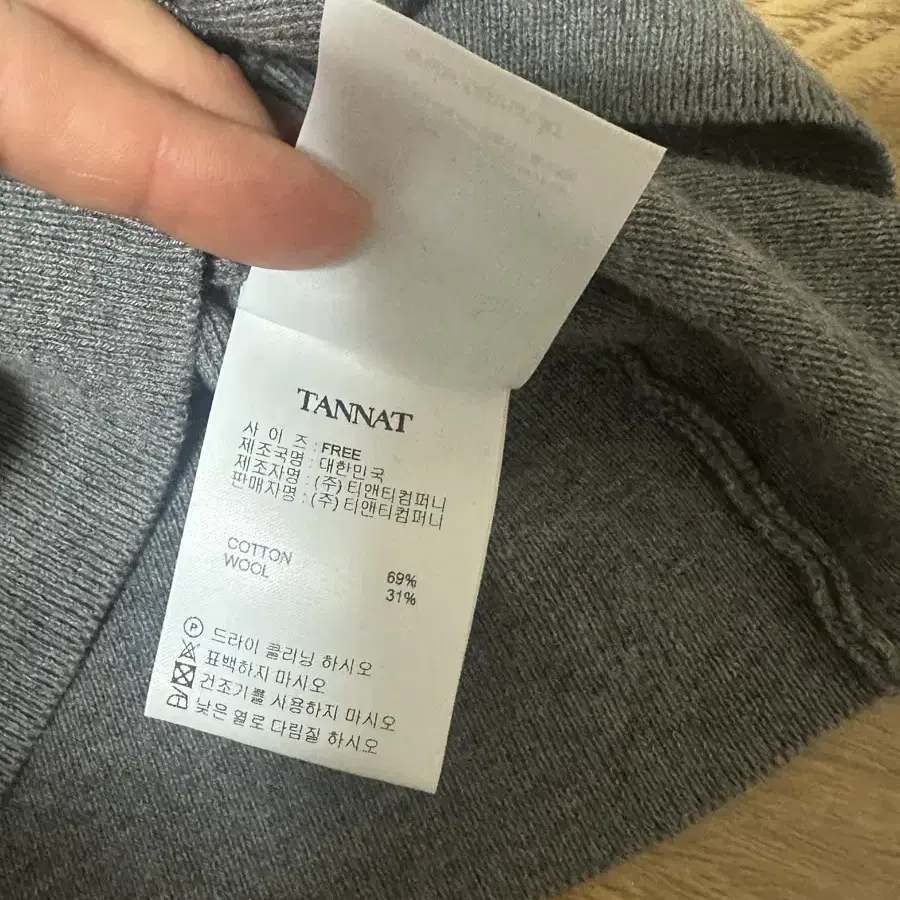 TANNAT
사 이 즈 : FREE
제조국명 : 대한민국
제조자명 : (주) 티앤티컴퍼니
판매자명 : (주) 티앤티컴퍼니
COTTON 69%
WOOL 31%
P 드라이 클리닝 하시오
표백하지 마시오
건조기를 사용하지 마시오
낮은 열로 다림질 하시오